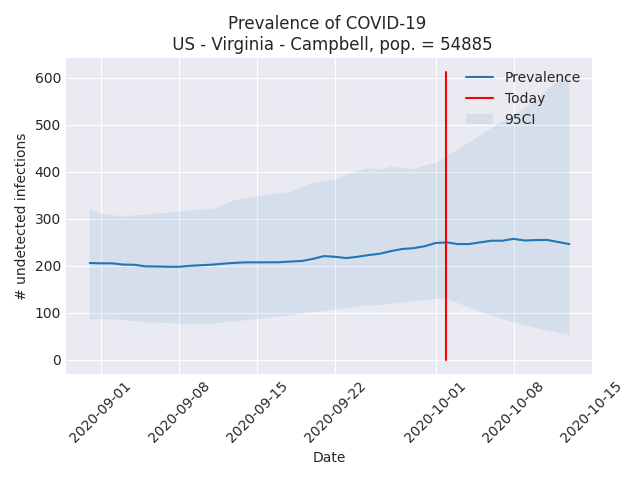 Prevalence of COVID-19
US - Virginia - Campbell, pop. = 54885
Prevalence
Today
95CI
# undetected infections
600
500
400
300
200
100
0
2020-09-01
2020-09-08
2020-09-15
2020-09-22
2020-10-01
2020-10-08
2020-10-15
Date